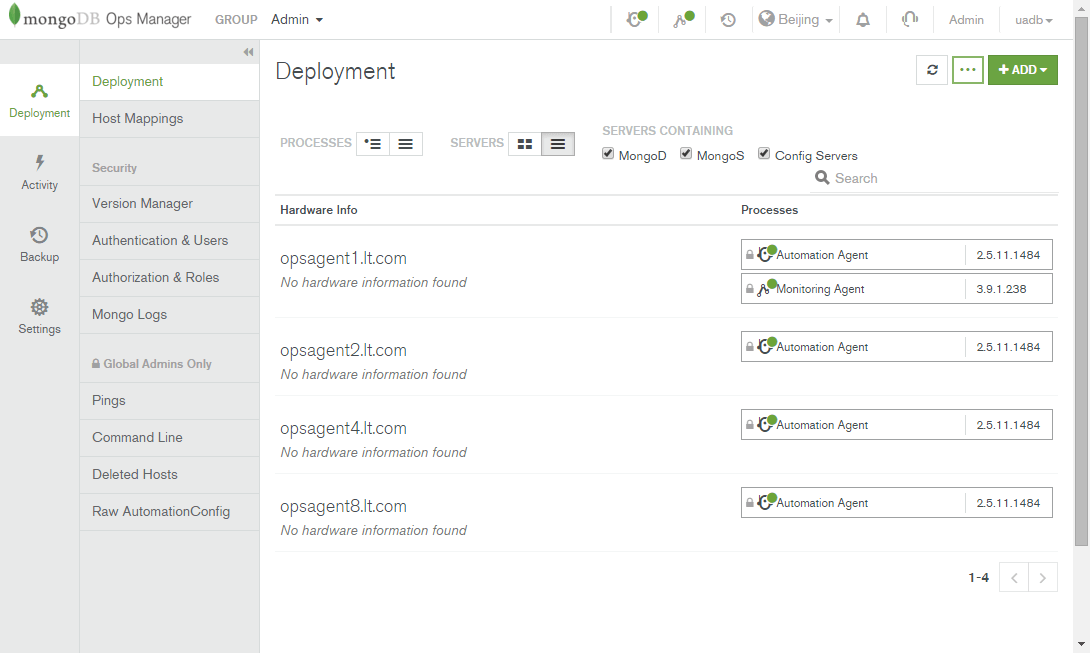 mongoDB Ops Manager GROUP Admin Beijing Admin uadb
Deployment
Activity
Backup
Settings
Deployment
Host Mappings
Security
Version Manager
Authentication & Users
Authorization & Roles
Mongo Logs
Global Admins Only
Pings
Command Line
Deleted Hosts
Raw AutomationConfig
Deployment
ADD
PROCESSES SERVERS SERVERS CONTAINING
MongoD MongoS Config Servers
Search
Hardware Info Processes
opsagent1.lt.com
No hardware information found
Automation Agent 2.5.11.1484
Monitoring Agent 3.9.1.238
opsagent2.lt.com
No hardware information found
Automation Agent 2.5.11.1484
opsagent4.lt.com
No hardware information found
Automation Agent 2.5.11.1484
opsagent8.lt.com
No hardware information found
Automation Agent 2.5.11.1484
1-4